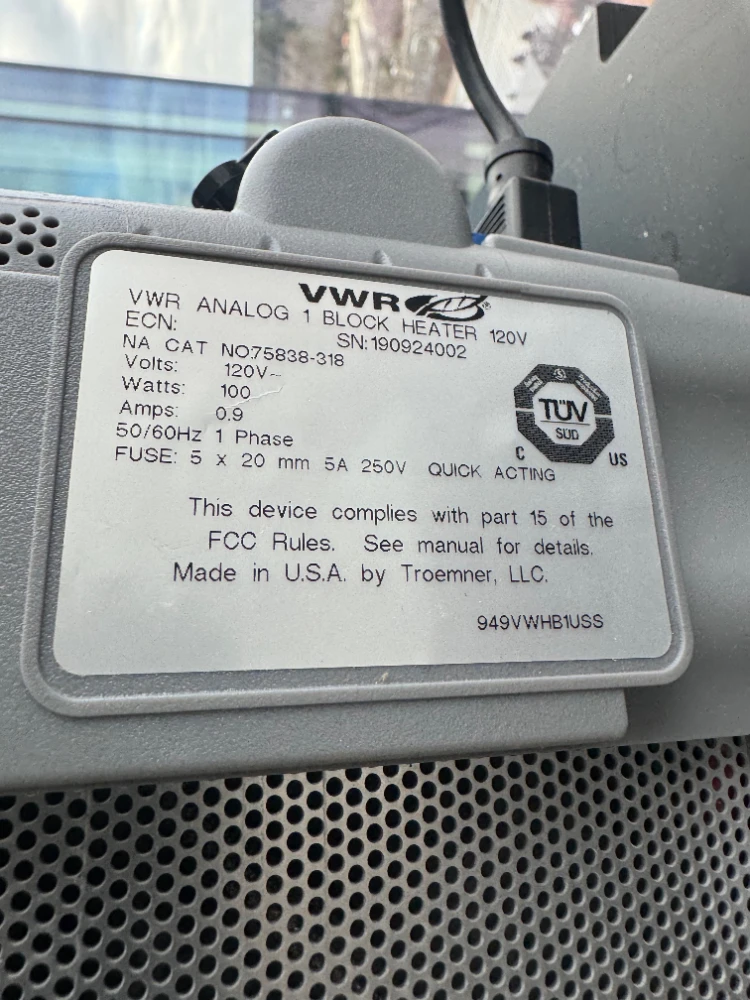 VWR
VWR ANALOG 1 BLOCK HEATER 120V
ECN:
SN:190924002
NA CAT NO:75838-318
Volts: 120V~
Watts: 100
Amps: 0.9
50/60Hz 1 Phase
FUSE: 5 x 20 mm 5A 250V QUICK ACTING
TÜV
SÜD
C US
This device complies with part 15 of the
FCC Rules. See manual for details.
Made in U.S.A. by Troemner, LLC.
949VWHB1USS